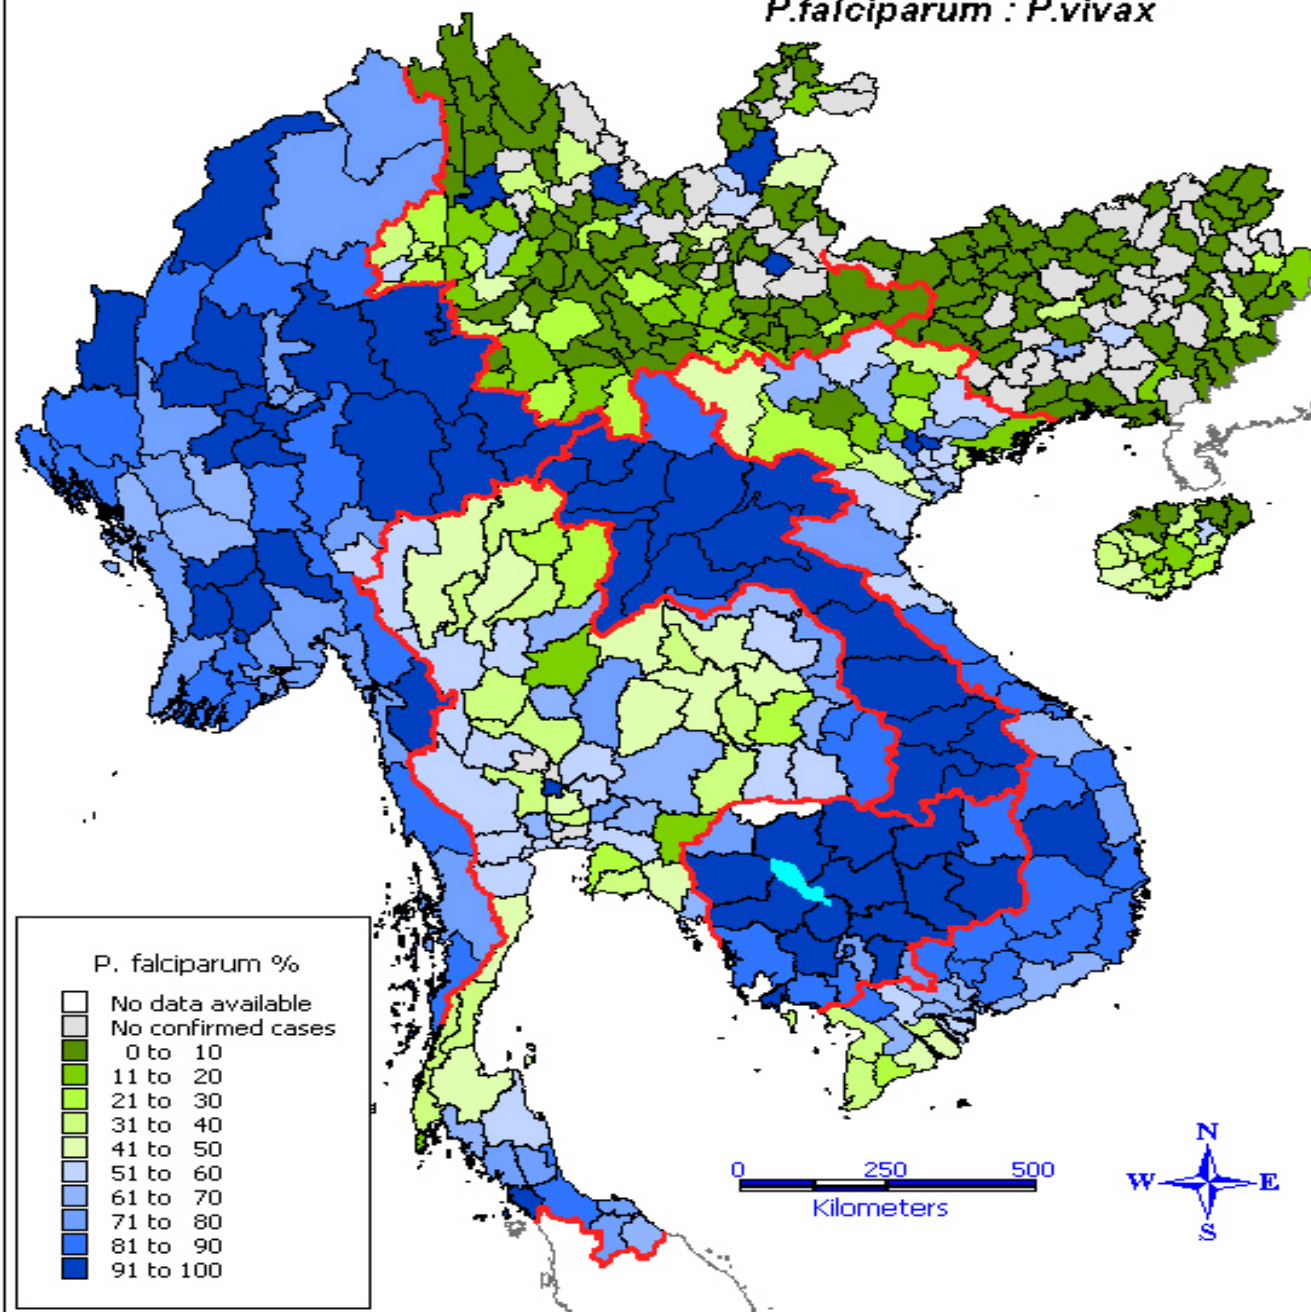 P.falciparum : P.vivax
P. falciparum %
No data available
No confirmed cases
0 to 10
11 to 20
21 to 30
31 to 40
41 to 50
51 to 60
61 to 70
71 to 80
81 to 90
91 to 100
0 250 500
Kilometers
N
W E
S